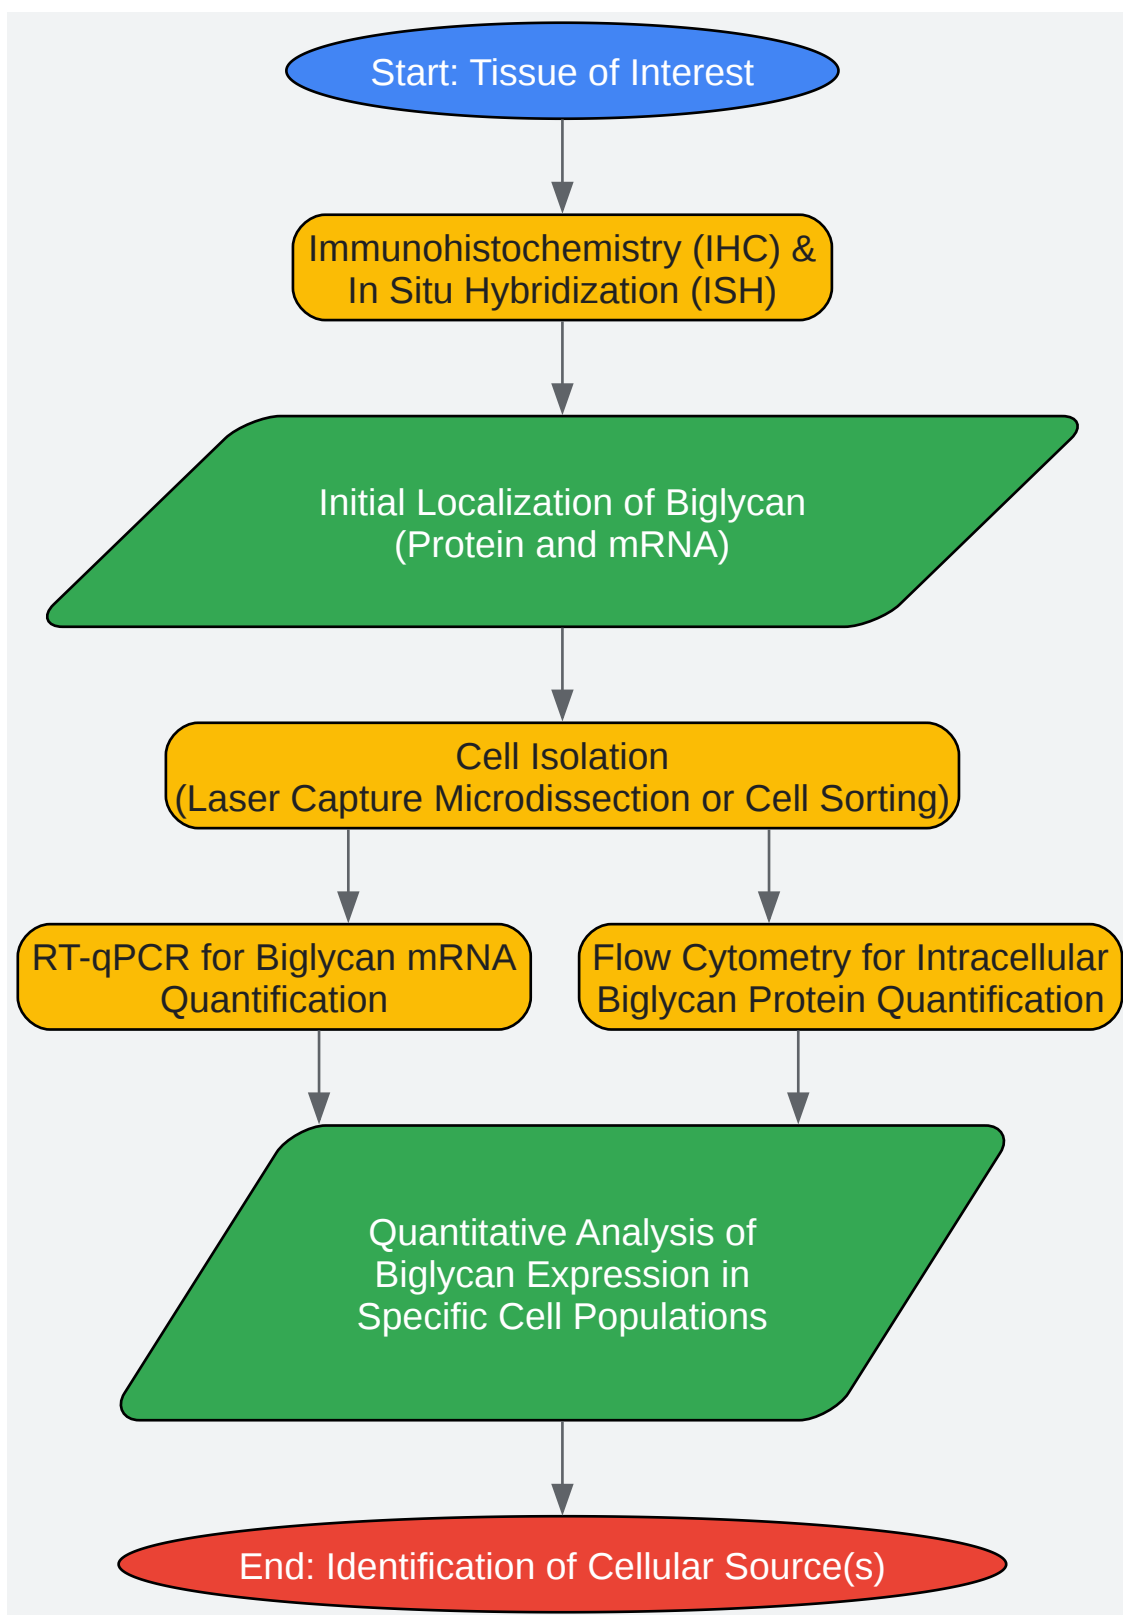 Start: Tissue of Interest
Immunohistochemistry (IHC) &
In Situ Hybridization (ISH)
Initial Localization of Biglycan
(Protein and mRNA)
Cell Isolation
(Laser Capture Microdissection or Cell Sorting)
RT-qPCR for Biglycan mRNA
Quantification
Flow Cytometry for Intracellular
Biglycan Protein Quantification
Quantitative Analysis of
Biglycan Expression in
Specific Cell Populations
End: Identification of Cellular Source(s)